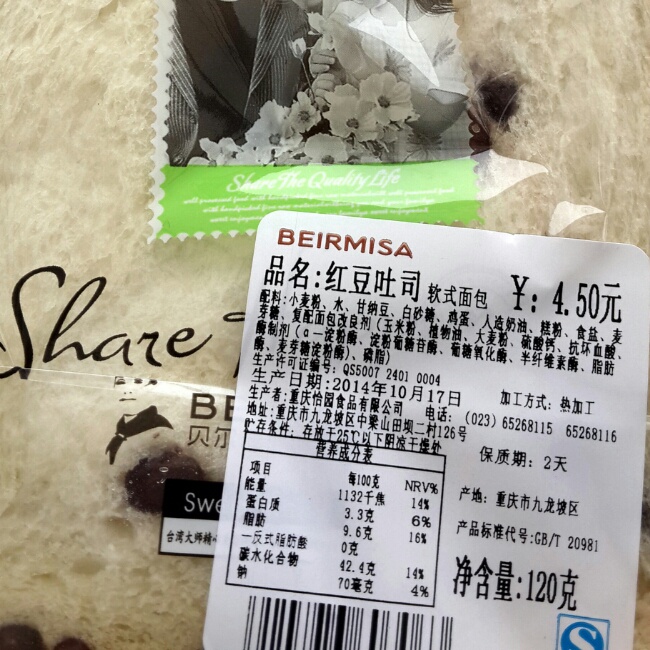 Share The Quality Life
BEIRMISA
品名:红豆吐司 软式面包 ¥: 4.50元
配料:小麦粉、水、甘纳豆、白砂糖、鸡蛋、人造奶油、糕粉、食盐、麦
芽糖、复配面包改良剂(玉米粉、植物油、大麦粉、硫酸钙、抗坏血酸、
酶制剂(α-淀粉酶、淀粉葡糖苷酶、葡糖氧化酶、半纤维素酶、脂肪
酶、麦芽糖淀粉酶)、磷脂)
生产许可证编号: QS5007 2401 0004
生产日期:2014年10月17日 加工方式: 热加工
生产者:重庆怡园食品有限公司 电话: (023) 65268115 65268116
地址:重庆市九龙坡区中梁山田坝二村126号
贮存条件: 存放于25℃以下阴凉干燥处
保质期: 2天
营养成分表
项目 每100克 NRV%
能量 1132千焦 14%
蛋白质 3.3克 6%
脂肪 9.6克 16%
—反式脂肪酸 0克
碳水化合物 42.4克 14%
钠 70毫克 4%
产地: 重庆市九龙坡区
产品标准代号:GB/T 20981
净含量:120克
Share T
BE
贝尔
Swe
台湾大师精